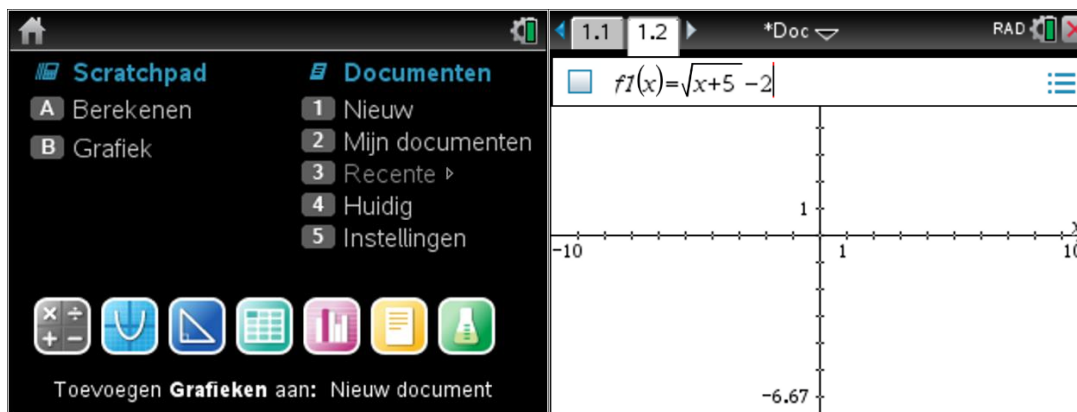 Scratchpad
A Berekenen
B Grafiek
Documenten
1 Nieuw
2 Mijn documenten
3 Recente
4 Huidig
5 Instellingen
Toevoegen Grafieken aan: Nieuw document
1.1 1.2 *Doc RAD
f1(x)=√x+5 -2
1
-10 1 10
-6.67